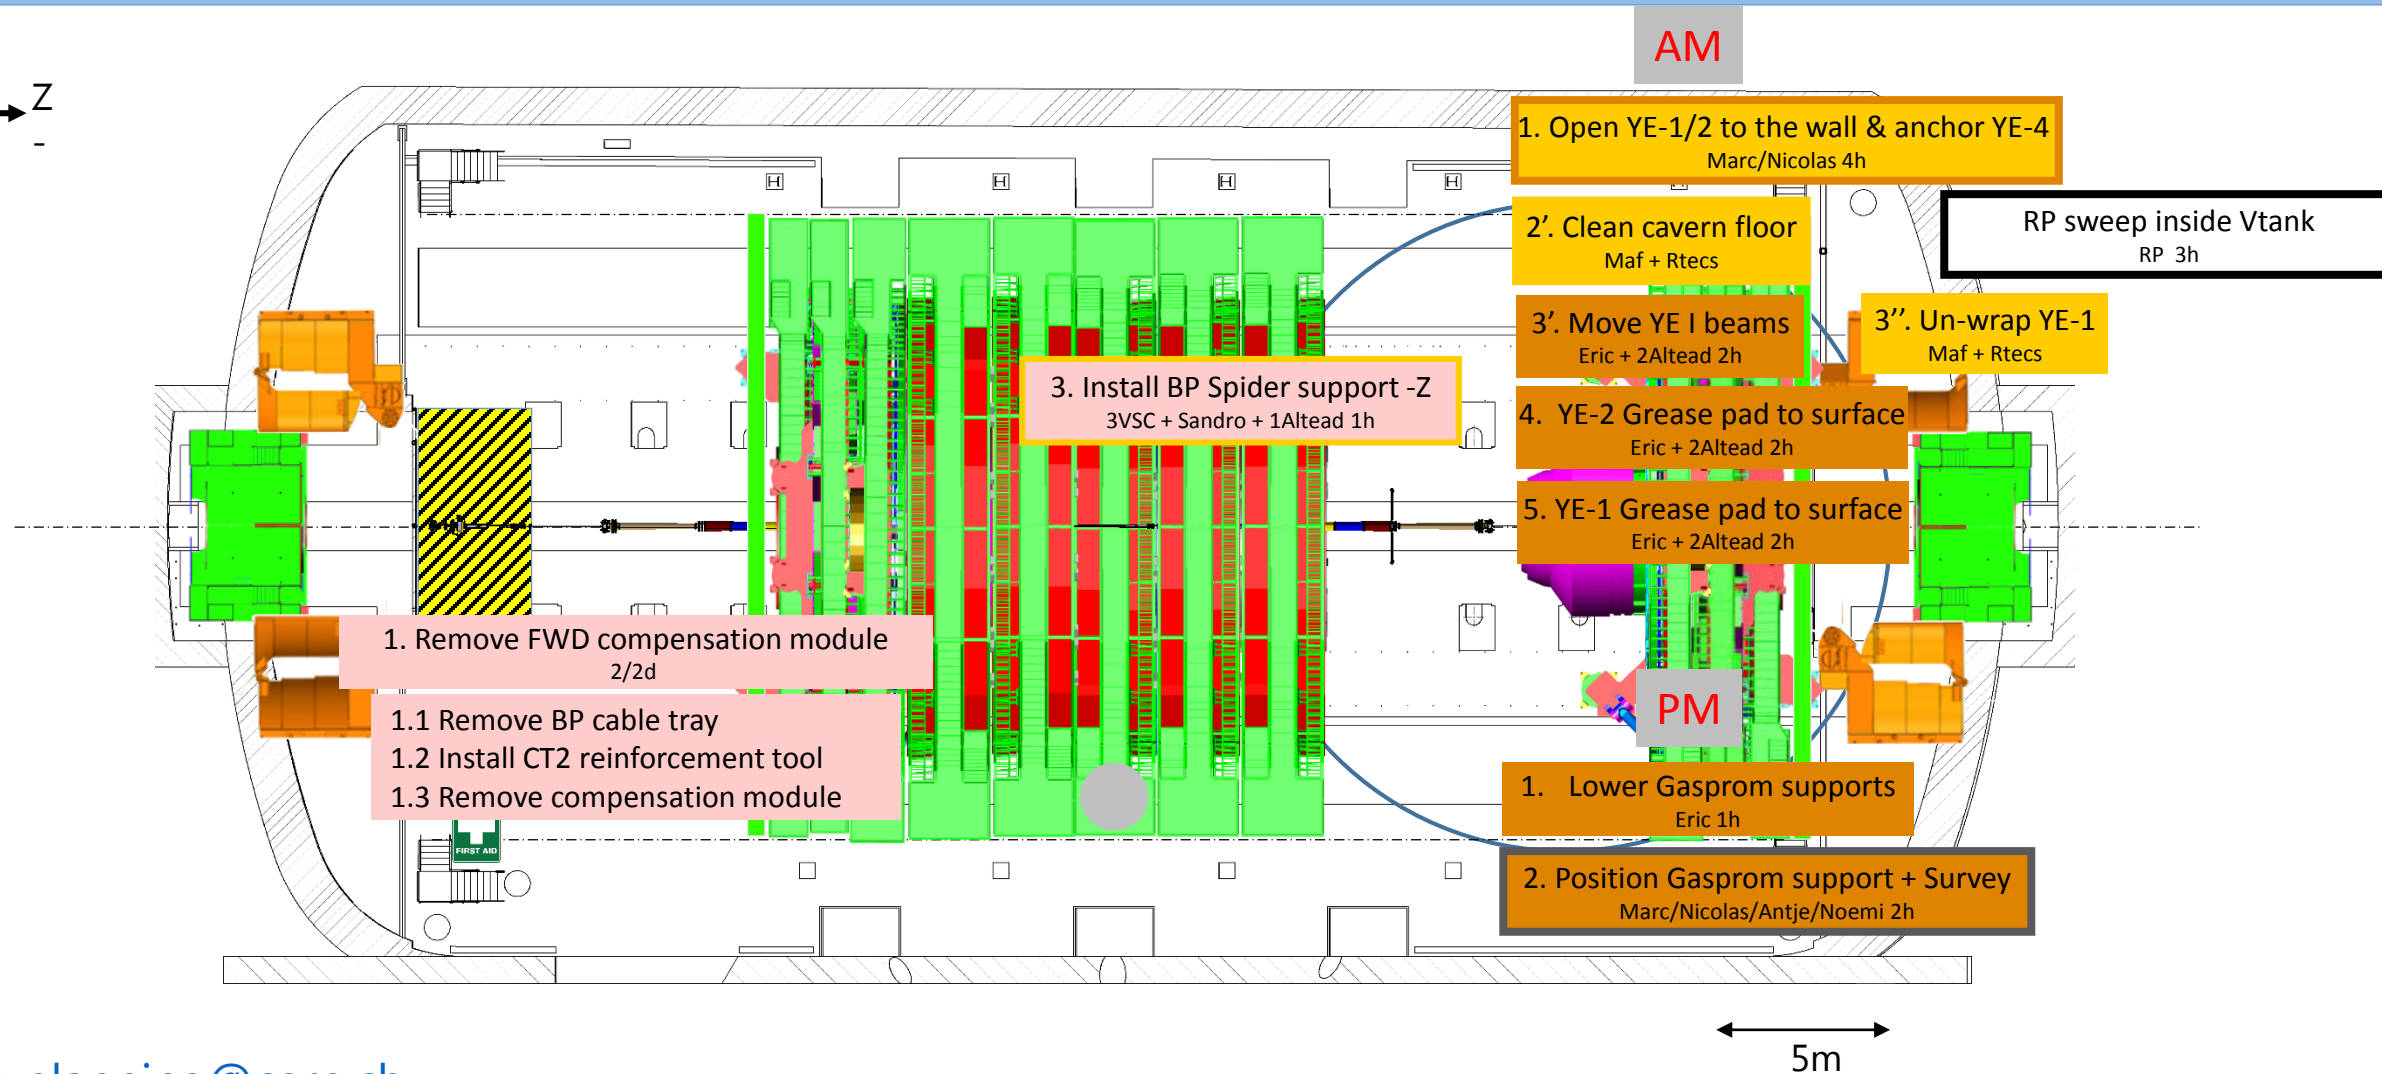 AM
Z
-
1. Open YE-1/2 to the wall & anchor YE-4
Marc/Nicolas 4h
2’. Clean cavern floor
Maf + Rtecs
RP sweep inside Vtank
RP 3h
3’. Move YE I beams
Eric + 2Altead 2h
3’’. Un-wrap YE-1
Maf + Rtecs
3. Install BP Spider support -Z
3VSC + Sandro + 1Altead 1h
4. YE-2 Grease pad to surface
Eric + 2Altead 2h
5. YE-1 Grease pad to surface
Eric + 2Altead 2h
1. Remove FWD compensation module
2/2d
1.1 Remove BP cable tray
1.2 Install CT2 reinforcement tool
1.3 Remove compensation module
FIRST AID
PM
1. Lower Gasprom supports
Eric 1h
2. Position Gasprom support + Survey
Marc/Nicolas/Antje/Noemi 2h
5m